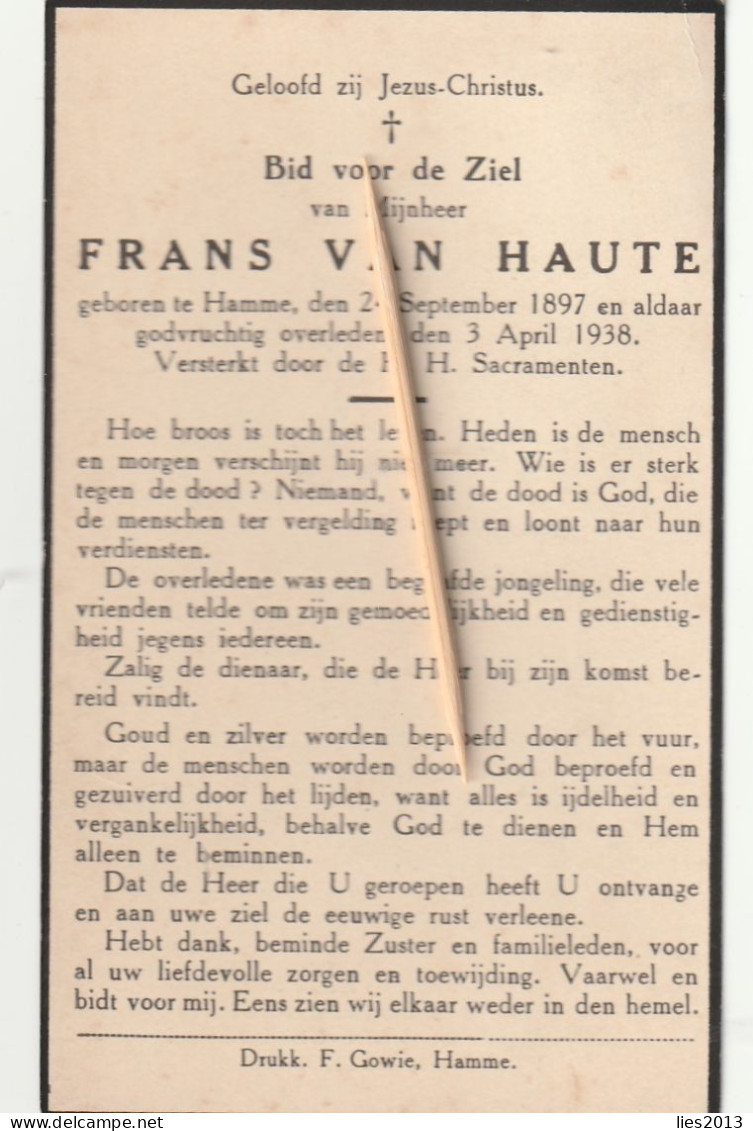 Geloofd zij Jezus-Christus.
†
Bid voor de Ziel
van Mijnheer
FRANS VAN HAUTE
geboren te Hamme, den September 1897 en aldaar
godvruchtig overleden den 3 April 1938.
Versterkt door de H. H. Sacramenten.
Hoe broos is toch het leven. Heden is de mensch
en morgen verschijnt hij niet meer. Wie is er sterk
tegen de dood? Niemand, want de dood is God, die
de menschen ter vergelding roept en loont naar hun
verdiensten.
De overledene was een begaafde jongeling, die vele
vrienden telde om zijn gemoedelijkheid en gedienstig-
heid jegens iedereen.
Zalig de dienaar, die de Heer bij zijn komst be-
reid vindt.
Goud en zilver worden beproefd door het vuur,
maar de menschen worden door God beproefd en
gezuiverd door het lijden, want alles is ijdelheid en
vergankelijkheid, behalve God te dienen en Hem
alleen te beminnen.
Dat de Heer die U geroepen heeft U ontvange
en aan uwe ziel de eeuwige rust verleene.
Hebt dank, beminde Zuster en familieleden, voor
al uw liefdevolle zorgen en toewijding. Vaarwel en
bidt voor mij. Eens zien wij elkaar weder in den hemel.
Drukk. F. Gowie, Hamme.
lies2013